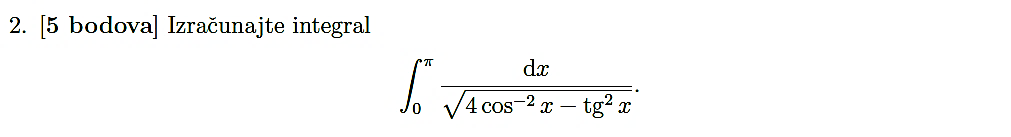 2. [5 bodova] Izračunajte integral
∫₀^π dx / √(4 cos⁻² x − tg² x).